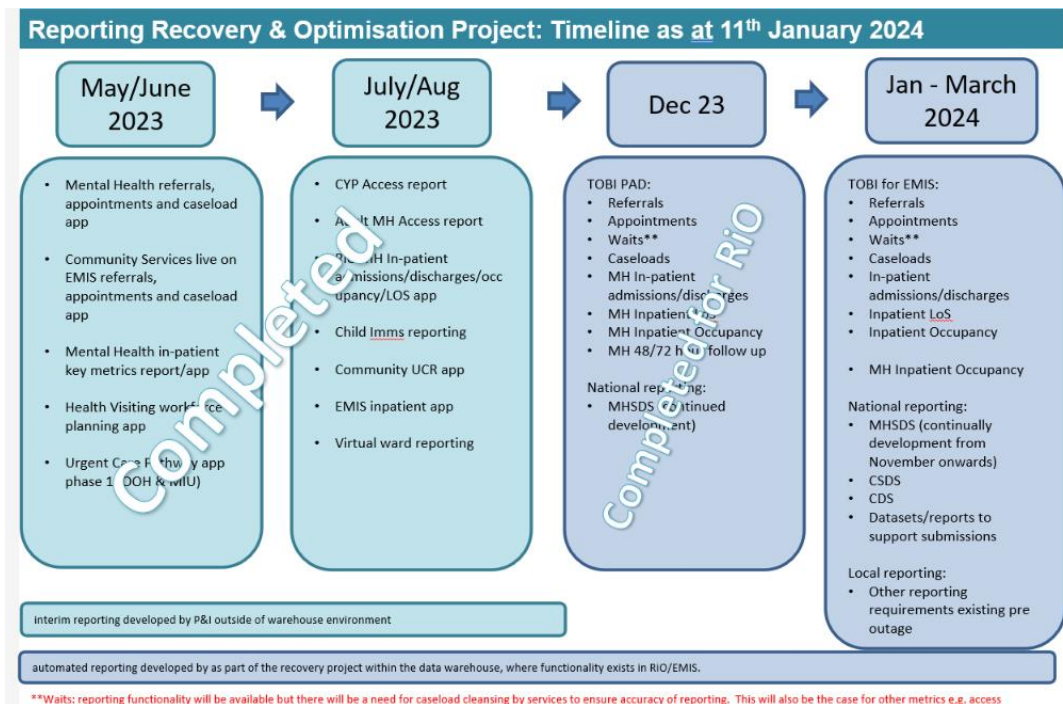 Reporting Recovery & Optimisation Project: Timeline as at 11th January 2024
May/June
2023
July/Aug
2023
Dec 23
Jan - March
2024
• Mental Health referrals,
appointments and caseload
app
• Community Services live on
EMIS referrals,
appointments and caseload
app
• Mental Health in-patient
key metrics report/app
• Health Visiting workforce
planning app
• Urgent Care Pathway app
phase 1 (OOH & MIU)
• CYP Access report
• Adult MH Access report
• RiO MH In-patient
admissions/discharges/occ
upancy/LOS app
• Child Imms reporting
• Community UCR app
• EMIS inpatient app
• Virtual ward reporting
Completed
TOBI PAD:
• Referrals
• Appointments
• Waits**
• Caseloads
• MH In-patient
admissions/discharges
• MH Inpatient LoS
• MH Inpatient Occupancy
• MH 48/72 hour follow up
National reporting:
• MHSDS (continued
development)
Completed for RiO
TOBI for EMIS:
• Referrals
• Appointments
• Waits**
• Caseloads
• In-patient
admissions/discharges
• Inpatient LoS
• Inpatient Occupancy
• MH Inpatient Occupancy
National reporting:
• MHSDS (continually
development from
November onwards)
• CSDS
• CDS
• Datasets/reports to
support submissions
Local reporting:
• Other reporting
requirements existing pre
outage
interim reporting developed by P&I outside of warehouse environment
automated reporting developed by as part of the recovery project within the data warehouse, where functionality exists in RiO/EMIS.
**Waits: reporting functionality will be available but there will be a need for caseload cleansing by services to ensure accuracy of reporting. This will also be the case for other metrics e.g. access